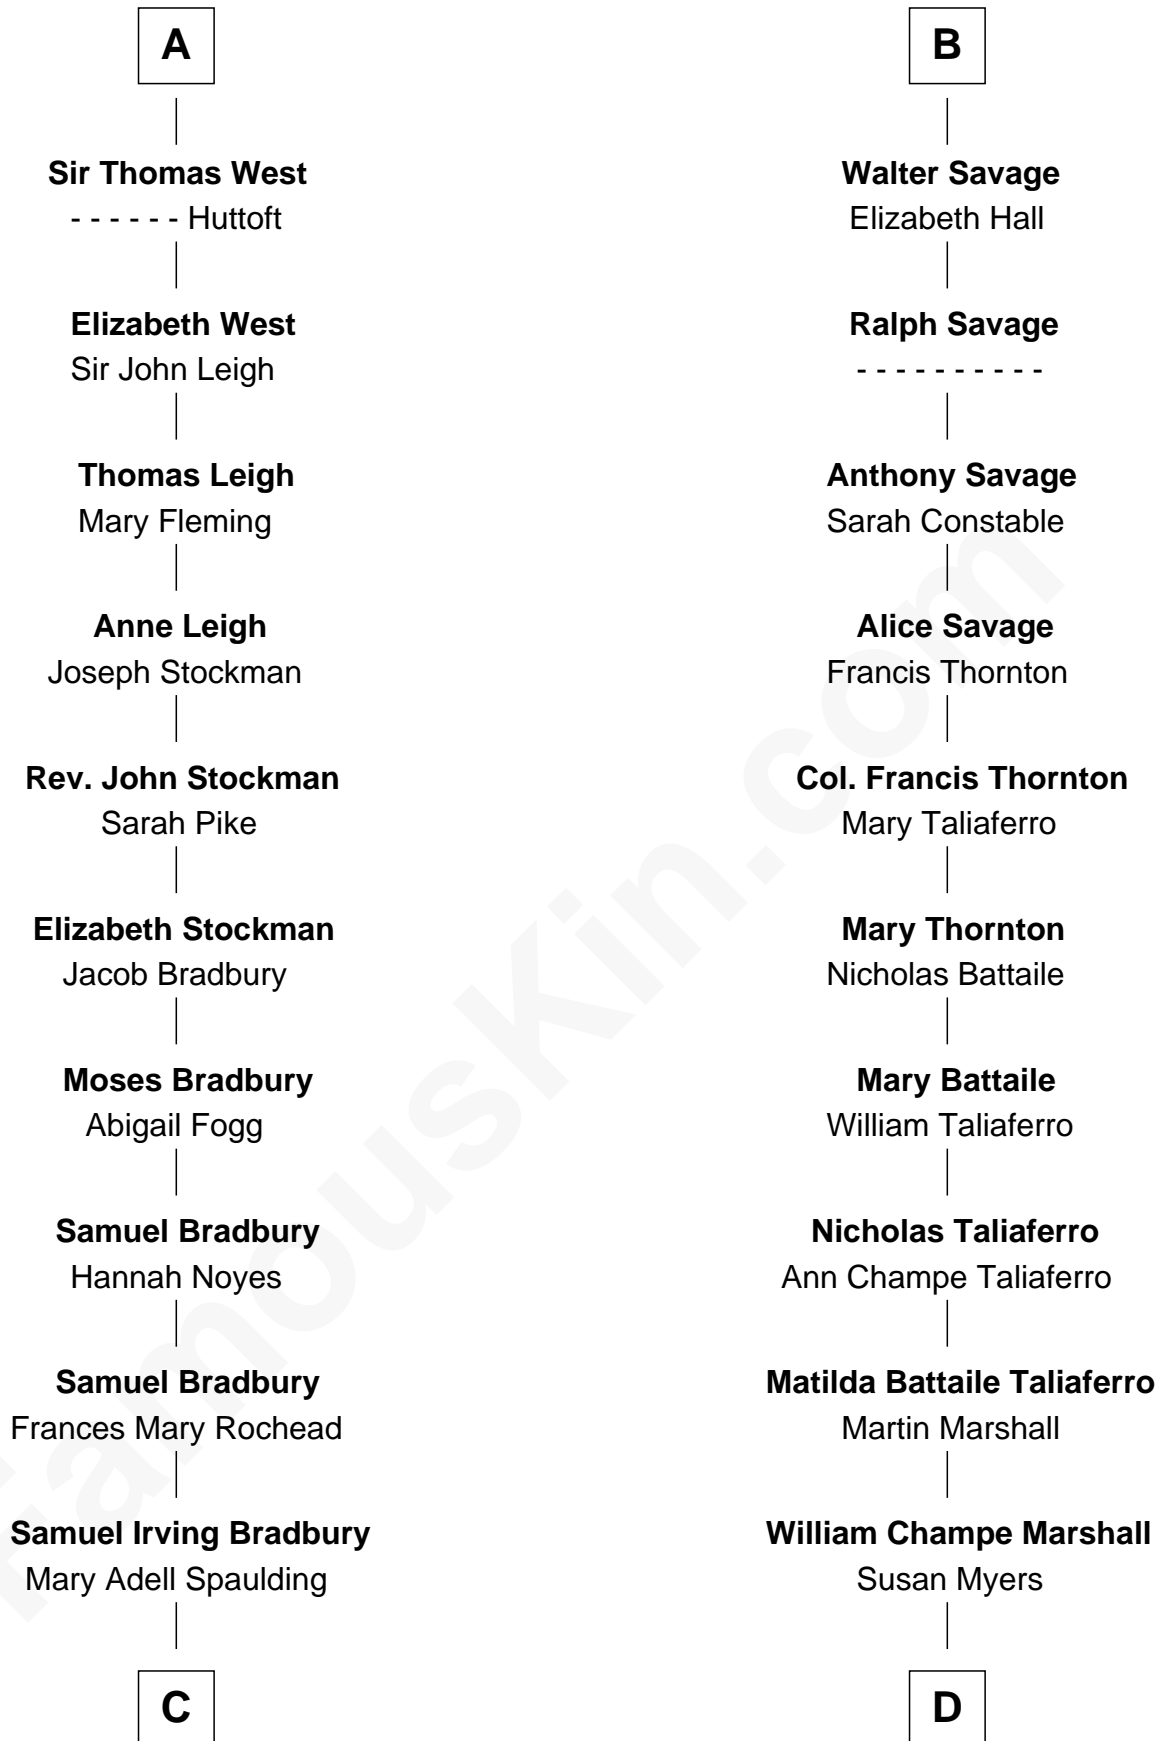 A
Sir Thomas West
- - - - - - Huttoft
Elizabeth West
Sir John Leigh
Thomas Leigh
Mary Fleming
Anne Leigh
Joseph Stockman
Rev. John Stockman
Sarah Pike
Elizabeth Stockman
Jacob Bradbury
Moses Bradbury
Abigail Fogg
Samuel Bradbury
Hannah Noyes
Samuel Bradbury
Frances Mary Rochead
Samuel Irving Bradbury
Mary Adell Spaulding
C
B
Walter Savage
Elizabeth Hall
Ralph Savage
- - - - - - - - - -
Anthony Savage
Sarah Constable
Alice Savage
Francis Thornton
Col. Francis Thornton
Mary Taliaferro
Mary Thornton
Nicholas Battaile
Mary Battaile
William Taliaferro
Nicholas Taliaferro
Ann Champe Taliaferro
Matilda Battaile Taliaferro
Martin Marshall
William Champe Marshall
Susan Myers
D
FamousKin.com